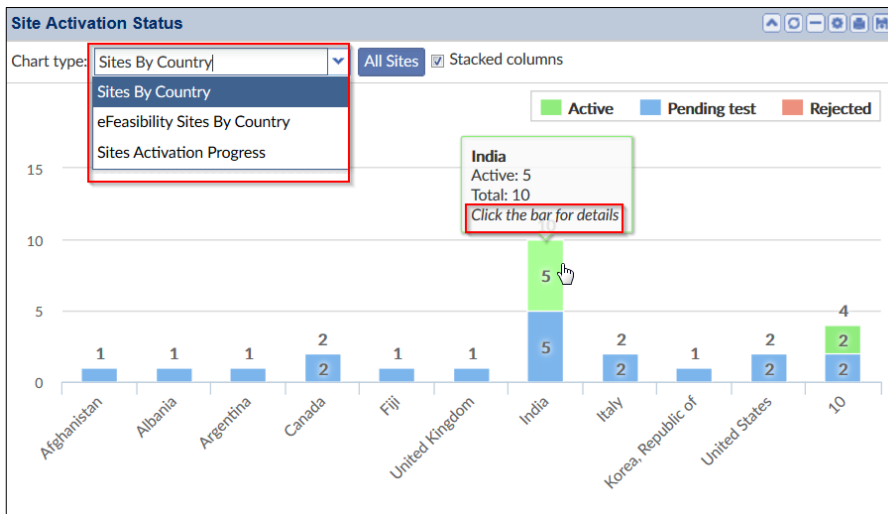 Site Activation Status
Chart type: Sites By Country All Sites Stacked columns
Sites By Country
eFeasibility Sites By Country
Sites Activation Progress
Active Pending test Rejected
India
Active: 5
Total: 10
Click the bar for details
10
15
10
5
0
1
1
1
2
2
1
1
5
5
2
2
1
2
2
4
2
2
Afghanistan
Albania
Argentina
Canada
Fiji
United Kingdom
India
Italy
Korea, Republic of
United States
10